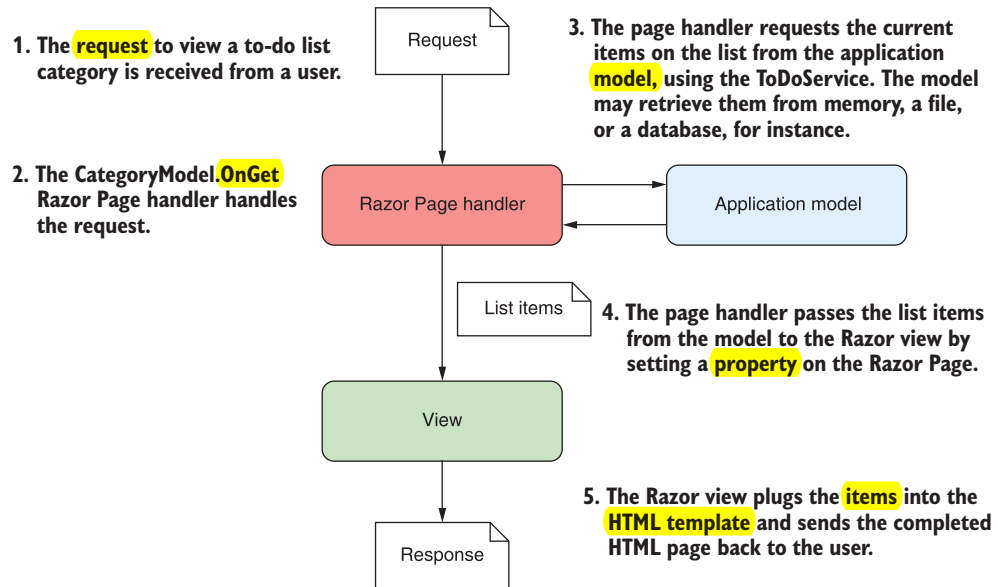 1. The request to view a to-do list
category is received from a user.
Request
3. The page handler requests the current
items on the list from the application
model, using the ToDoService. The model
may retrieve them from memory, a file,
or a database, for instance.
2. The CategoryModel.OnGet
Razor Page handler handles
the request.
Razor Page handler
Application model
List items
4. The page handler passes the list items
from the model to the Razor view by
setting a property on the Razor Page.
View
5. The Razor view plugs the items into the
HTML template and sends the completed
HTML page back to the user.
Response